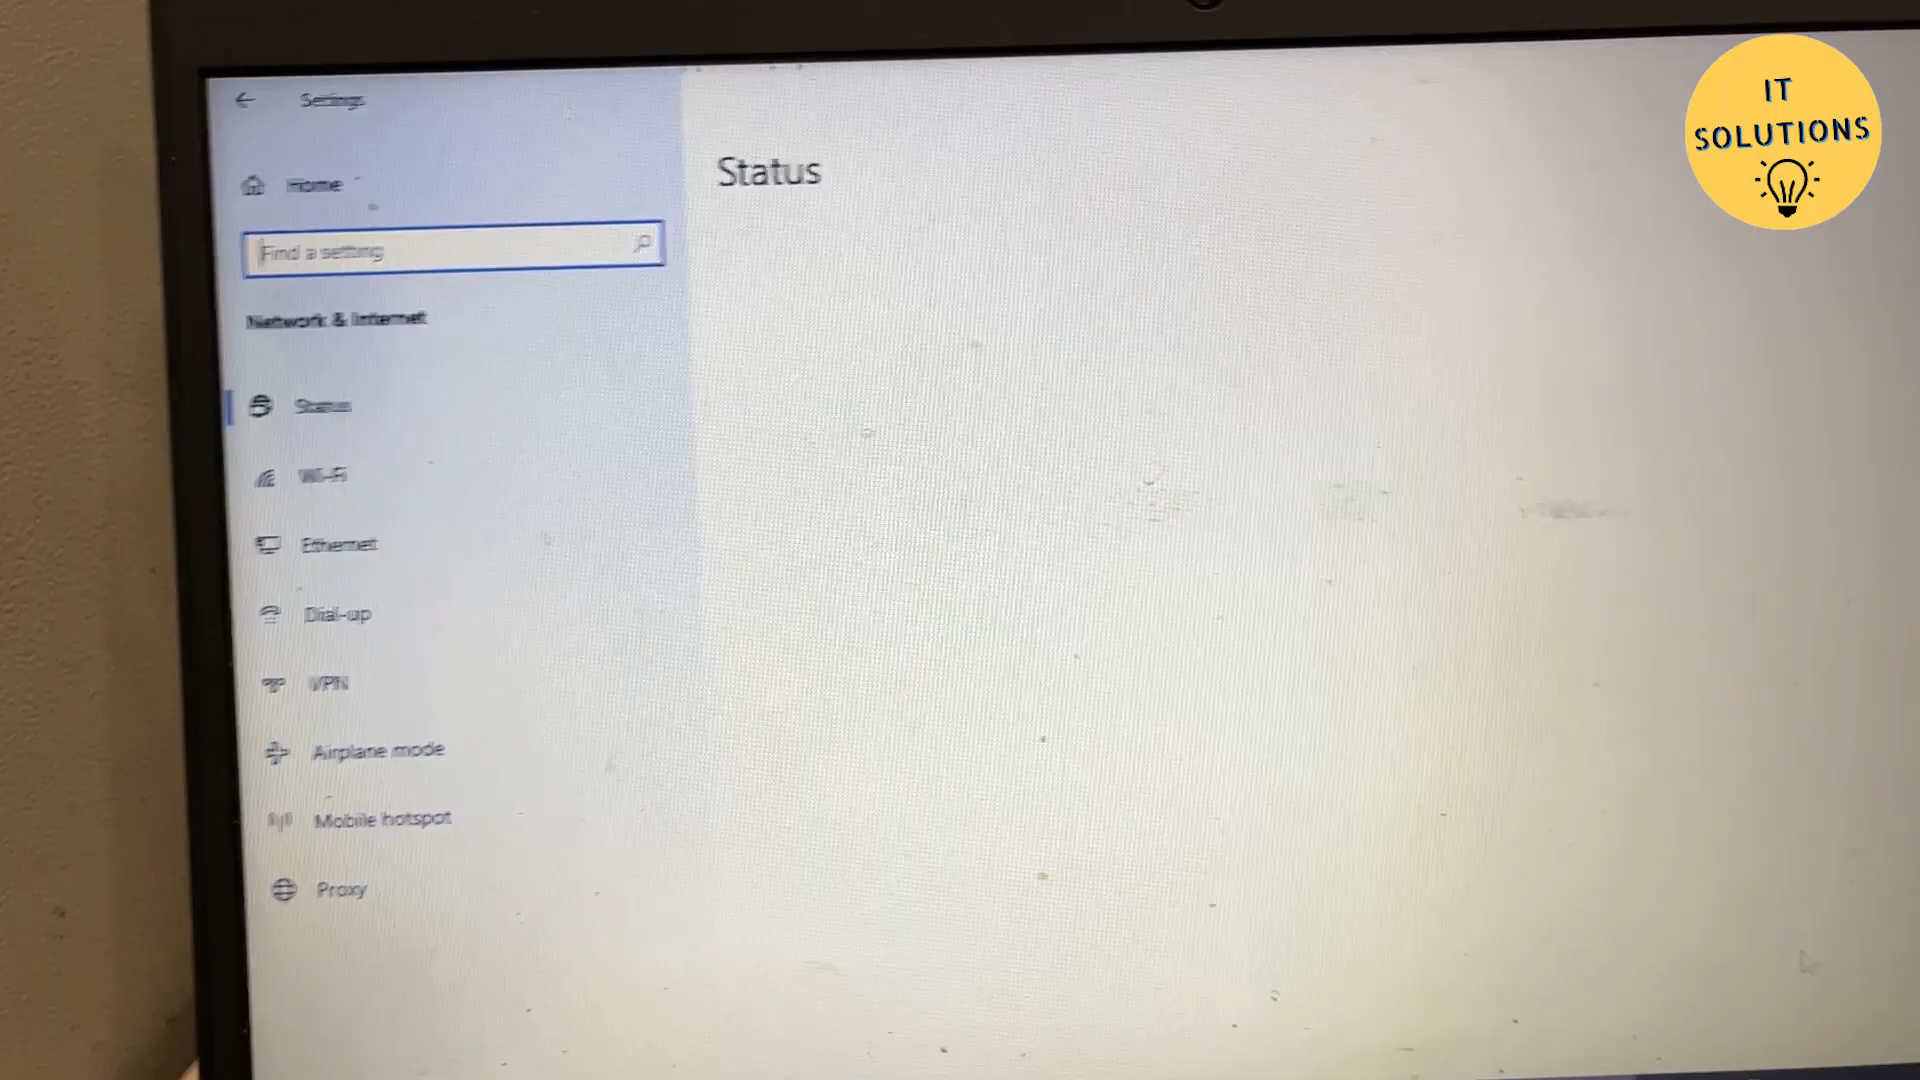 Settings
Home
Find a setting
Network & Internet
Status
Wi-Fi
Ethernet
Dial-up
VPN
Airplane mode
Mobile hotspot
Proxy
Status
IT
SOLUTIONS